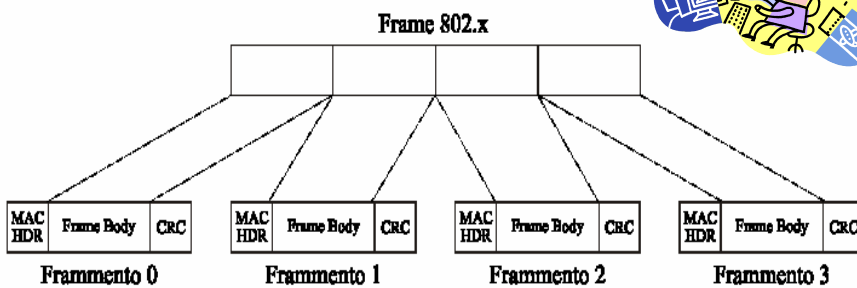 Frame 802.x
MAC HDR Frame Body CRC MAC HDR Frame Body CRC MAC HDR Frame Body CRC MAC HDR Frame Body CRC
Frammento 0 Frammento 1 Frammento 2 Frammento 3